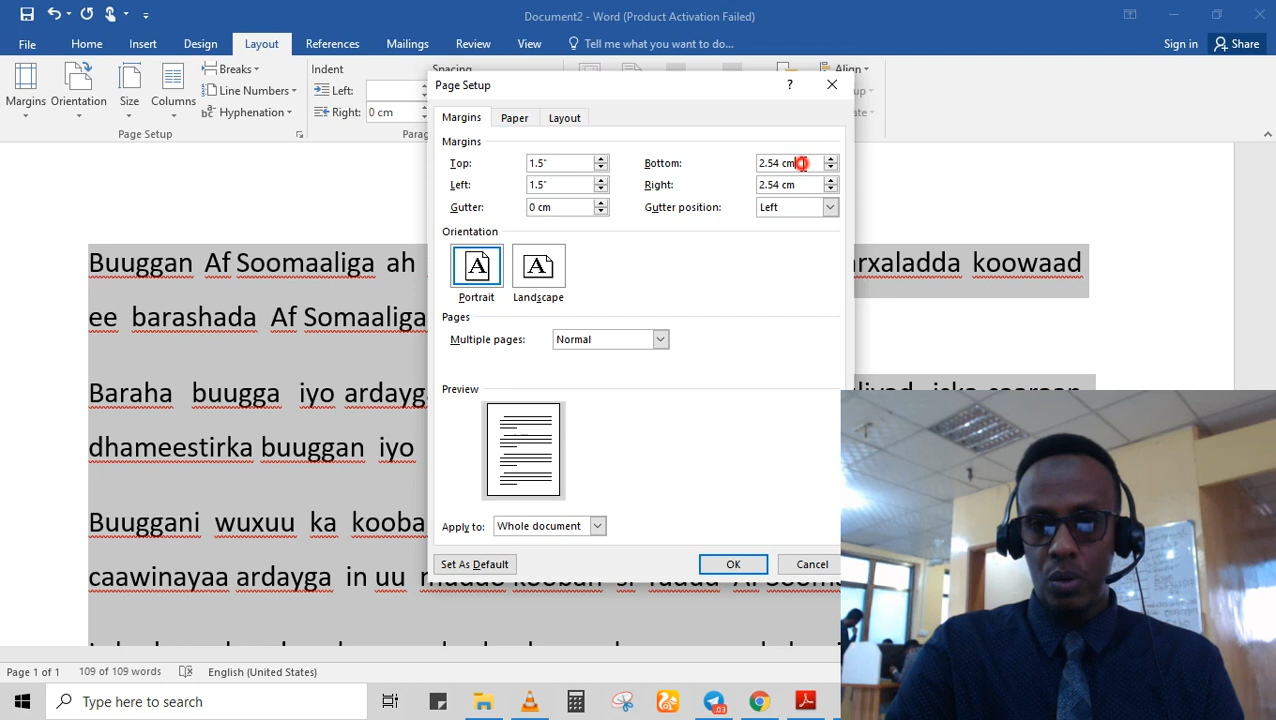 Document2 - Word (Product Activation Failed)
File Home Insert Design Layout References Mailings Review View Tell me what you want to do... Sign in Share
Breaks Indent Spacing Align
Line Numbers Left:
Margins Orientation Size Columns Hyphenation Right: 0 cm
Page Setup
Page Setup ?
Margins Paper Layout
Margins
Top: 1.5" Bottom: 2.54 cm
Left: 1.5" Right: 2.54 cm
Gutter: 0 cm Gutter position: Left
Orientation
A A
Portrait Landscape
Pages
Multiple pages: Normal
Preview
Apply to: Whole document
Set As Default OK Cancel
Buuggan Af Soomaaliga ah koowaad
ee barashada Af Somaaliga
Baraha buugga iyo
dhameestirka buuggan iyo
Buuggani wuxuu ka
caawinayaa ardayga in uu
Page 1 of 1 109 of 109 words English (United States)
Type here to search
.03